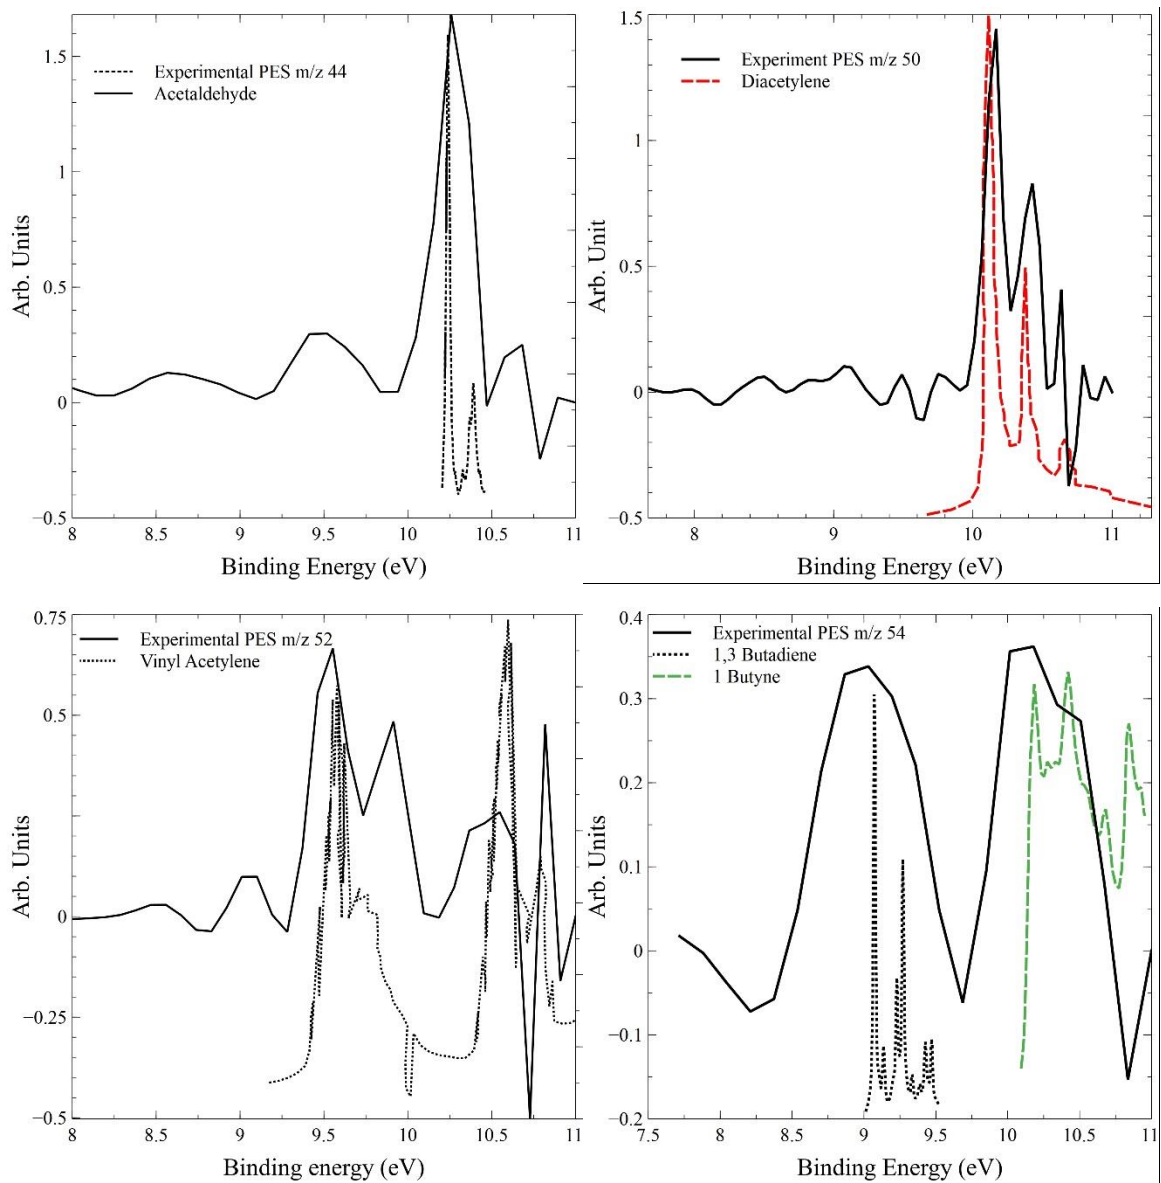 1.5
1
0.5
0
−0.5
Arb. Units
Experimental PES m/z 44
Acetaldehyde
8 8.5 9 9.5 10 10.5 11
Binding Energy (eV)
1.5
1
0.5
0
−0.5
Arb. Unit
Experiment PES m/z 50
Diacetylene
8 9 10 11
Binding Energy (eV)
0.75
0.5
0.25
0
−0.25
−0.5
Arb. Units
Experimental PES m/z 52
Vinyl Acetylene
8 8.5 9 9.5 10 10.5 11
Binding energy (eV)
0.4
0.3
0.2
0.1
0
−0.1
−0.2
Arb. Units
Experimental PES m/z 54
1,3 Butadiene
1 Butyne
7.5 8 8.5 9 9.5 10 10.5 11
Binding Energy (eV)